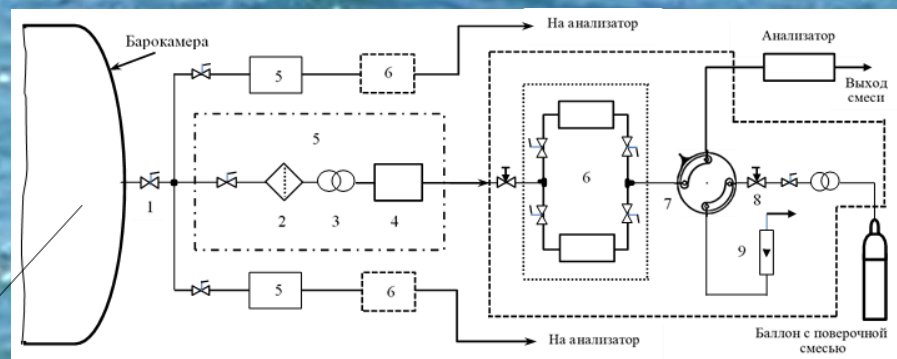 На анализатор
Анализатор
Барокамера
5
6
Выход
смеси
5
6
1
2
3
4
7
8
9
5
6
На анализатор
Баллон с поверочной
смесью